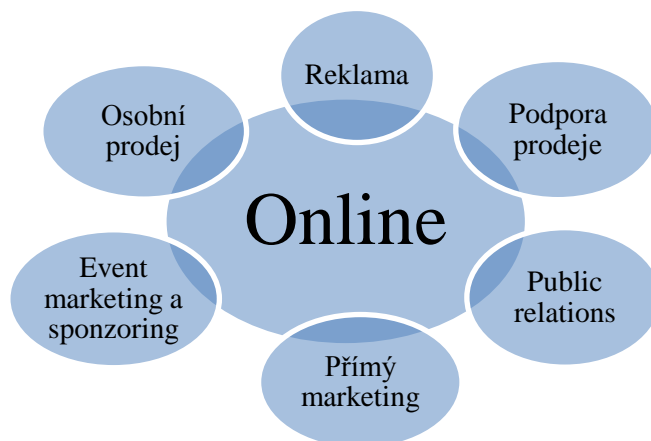 Reklama
Osobní
prodej
Podpora
prodeje
Online
Event
marketing a
sponzoring
Public
relations
Přímý
marketing